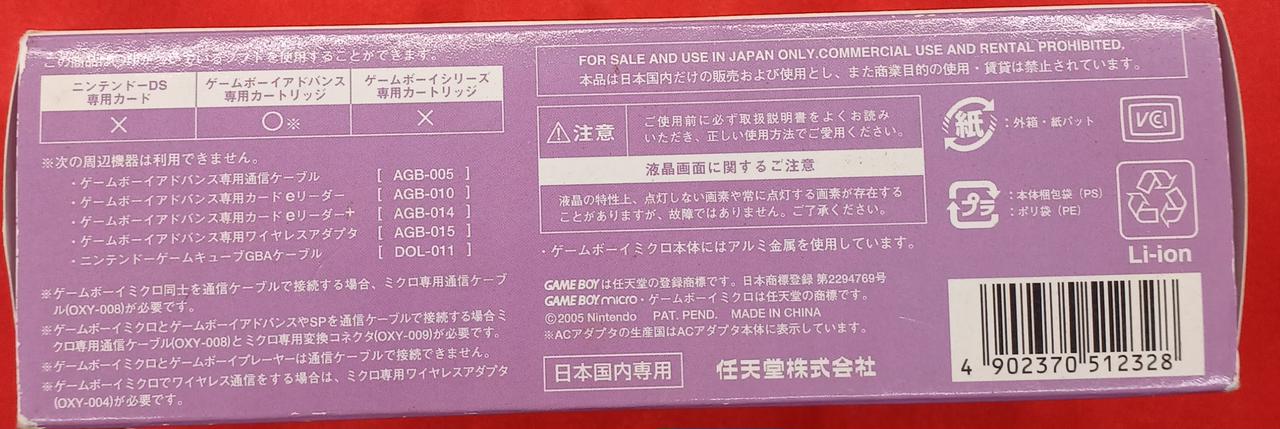 この商品は○印がついているソフトを使用することができます。
ニンテンドーDS
専用カード
ゲームボーイアドバンス
専用カートリッジ
ゲームボーイシリーズ
専用カートリッジ
×
○※
×
※次の周辺機器は利用できません。
・ゲームボーイアドバンス専用通信ケーブル [ AGB-005 ]
・ゲームボーイアドバンス専用カードeリーダー [ AGB-010 ]
・ゲームボーイアドバンス専用カードeリーダー+ [ AGB-014 ]
・ゲームボーイアドバンス専用ワイヤレスアダプタ [ AGB-015 ]
・ニンテンドーゲームキューブGBAケーブル [ DOL-011 ]
※ゲームボーイミクロ同士を通信ケーブルで接続する場合、ミクロ専用通信ケーブ
ル(OXY-008)が必要です。
※ゲームボーイミクロとゲームボーイアドバンスやSPを通信ケーブルで接続する場合ミ
クロ専用通信ケーブル(OXY-008)とミクロ専用変換コネクタ(OXY-009)が必要です。
※ゲームボーイミクロとゲームボーイプレーヤーは通信ケーブルで接続できません。
※ゲームボーイミクロでワイヤレス通信をする場合は、ミクロ専用ワイヤレスアダプタ
(OXY-004)が必要です。
FOR SALE AND USE IN JAPAN ONLY.COMMERCIAL USE AND RENTAL PROHIBITED.
本品は日本国内だけの販売および使用とし、また商業目的の使用・賃貸は禁止されています。
⚠注意
ご使用前に必ず取扱説明書をよくお読み
いただき、正しい使用方法でご愛用ください。
液晶画面に関するご注意
液晶の特性上、点灯しない画素や常に点灯する画素が存在する
ことがありますが、故障ではありません。ご了承ください。
・ゲームボーイミクロ本体にはアルミ金属を使用しています。
GAME BOYは任天堂の登録商標です。日本商標登録 第2294769号
GAME BOY micro・ゲームボーイミクロは任天堂の商標です。
©2005 Nintendo PAT. PEND. MADE IN CHINA
※ACアダプタの生産国はACアダプタ本体に表示しています。
日本国内専用
任天堂株式会社
紙
:外箱・紙パット
VCI
プラ
:本体梱包袋(PS)
:ポリ袋(PE)
Li-ion
4 902370 512328